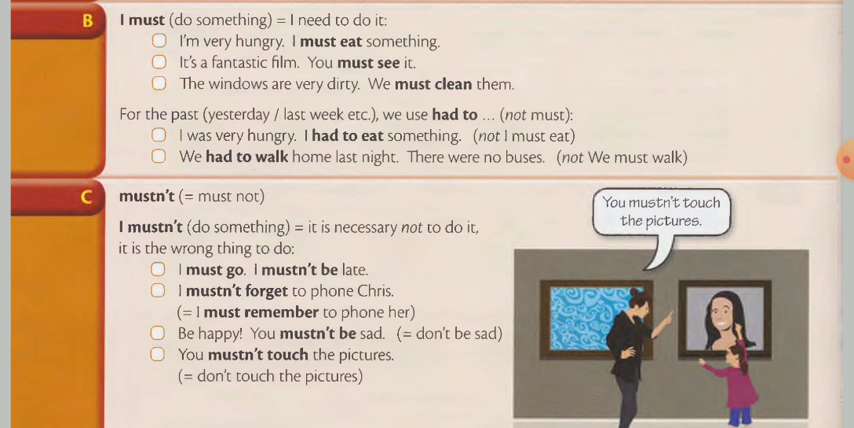 B
I must (do something) = I need to do it:
I'm very hungry. I must eat something.
It's a fantastic film. You must see it.
The windows are very dirty. We must clean them.
For the past (yesterday / last week etc.), we use had to ... (not must):
I was very hungry. I had to eat something. (not I must eat)
We had to walk home last night. There were no buses. (not We must walk)
C
mustn't (= must not)
I mustn't (do something) = it is necessary not to do it,
it is the wrong thing to do:
I must go. I mustn't be late.
I mustn't forget to phone Chris.
(= I must remember to phone her)
Be happy! You mustn't be sad. (= don't be sad)
You mustn't touch the pictures.
(= don't touch the pictures)
You mustn't touch
the pictures.